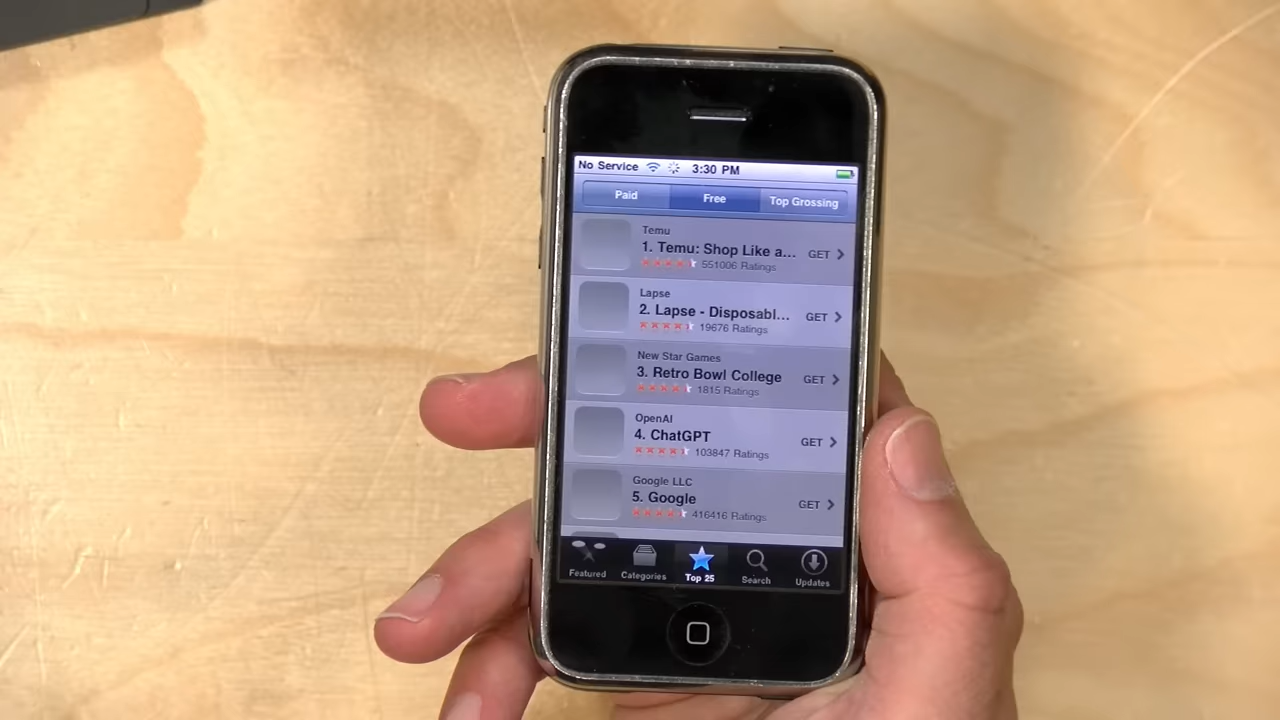 No Service 3:30 PM
Paid Free Top Grossing
Temu
1. Temu: Shop Like a... GET
551006 Ratings
Lapse
2. Lapse - Disposabl... GET
19676 Ratings
New Star Games
3. Retro Bowl College GET
1815 Ratings
OpenAI
4. ChatGPT GET
103847 Ratings
Google LLC
5. Google GET
416416 Ratings
Featured Categories Top 25 Search Updates